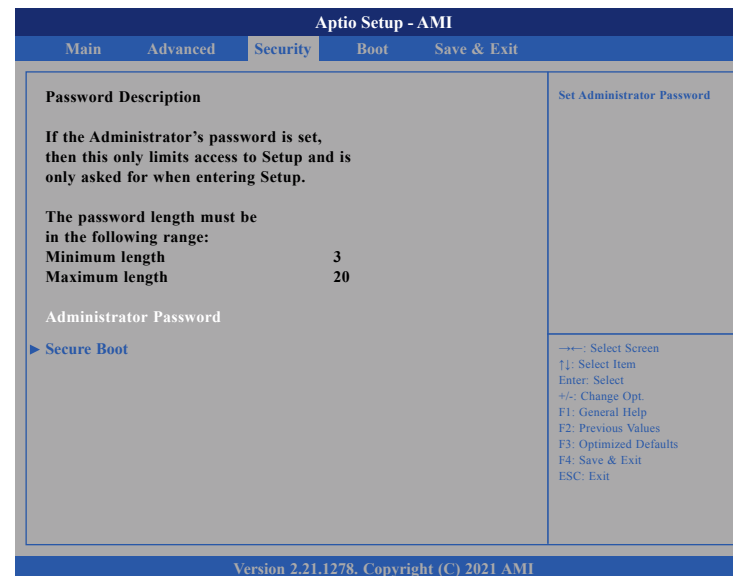 Aptio Setup - AMI
Main Advanced Security Boot Save & Exit
Password Description
If the Administrator's password is set,
then this only limits access to Setup and is
only asked for when entering Setup.
The password length must be
in the following range:
Minimum length 3
Maximum length 20
Administrator Password
► Secure Boot
Set Administrator Password
→←: Select Screen
↑↓: Select Item
Enter: Select
+/-: Change Opt.
F1: General Help
F2: Previous Values
F3: Optimized Defaults
F4: Save & Exit
ESC: Exit
Version 2.21.1278. Copyright (C) 2021 AMI